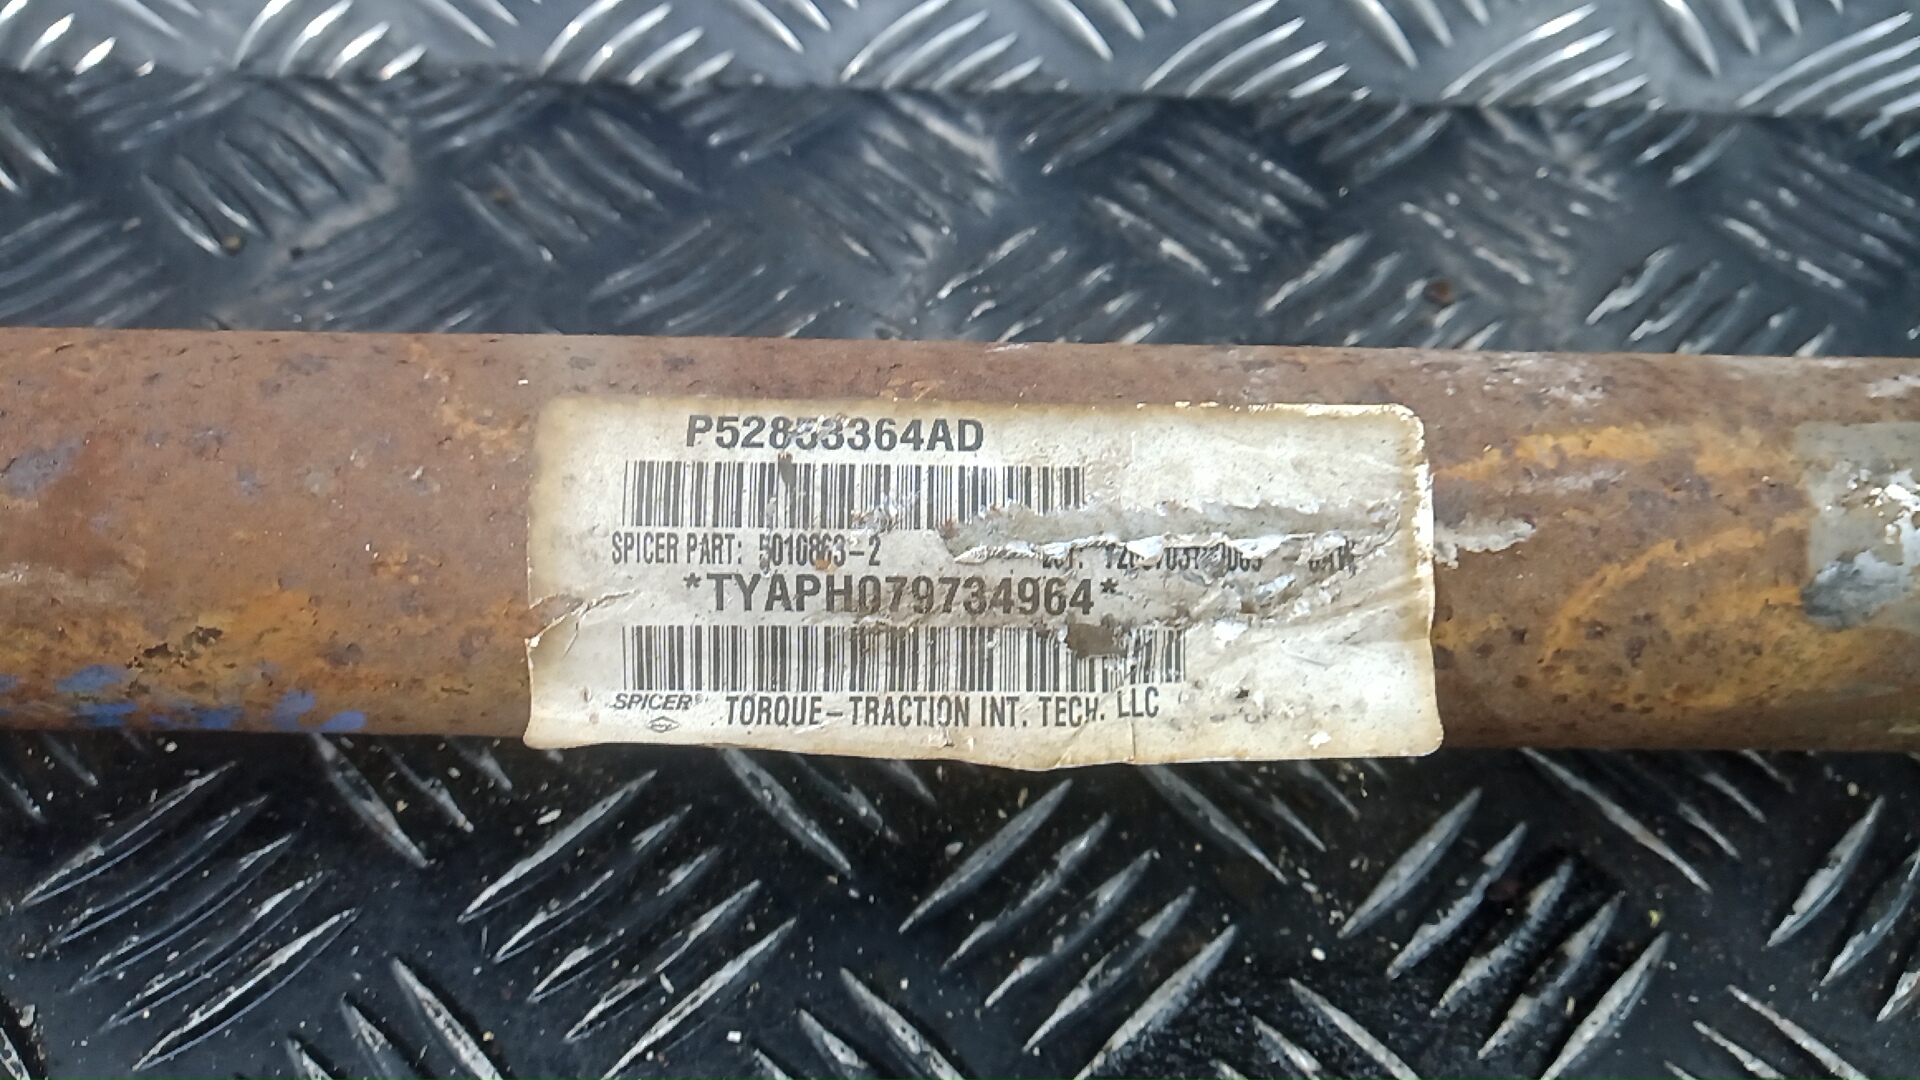 P52853364AD
SPICER PART: 5010863-2
*TYAPH079734964*
SPICER® TORQUE-TRACTION INT. TECH. LLC